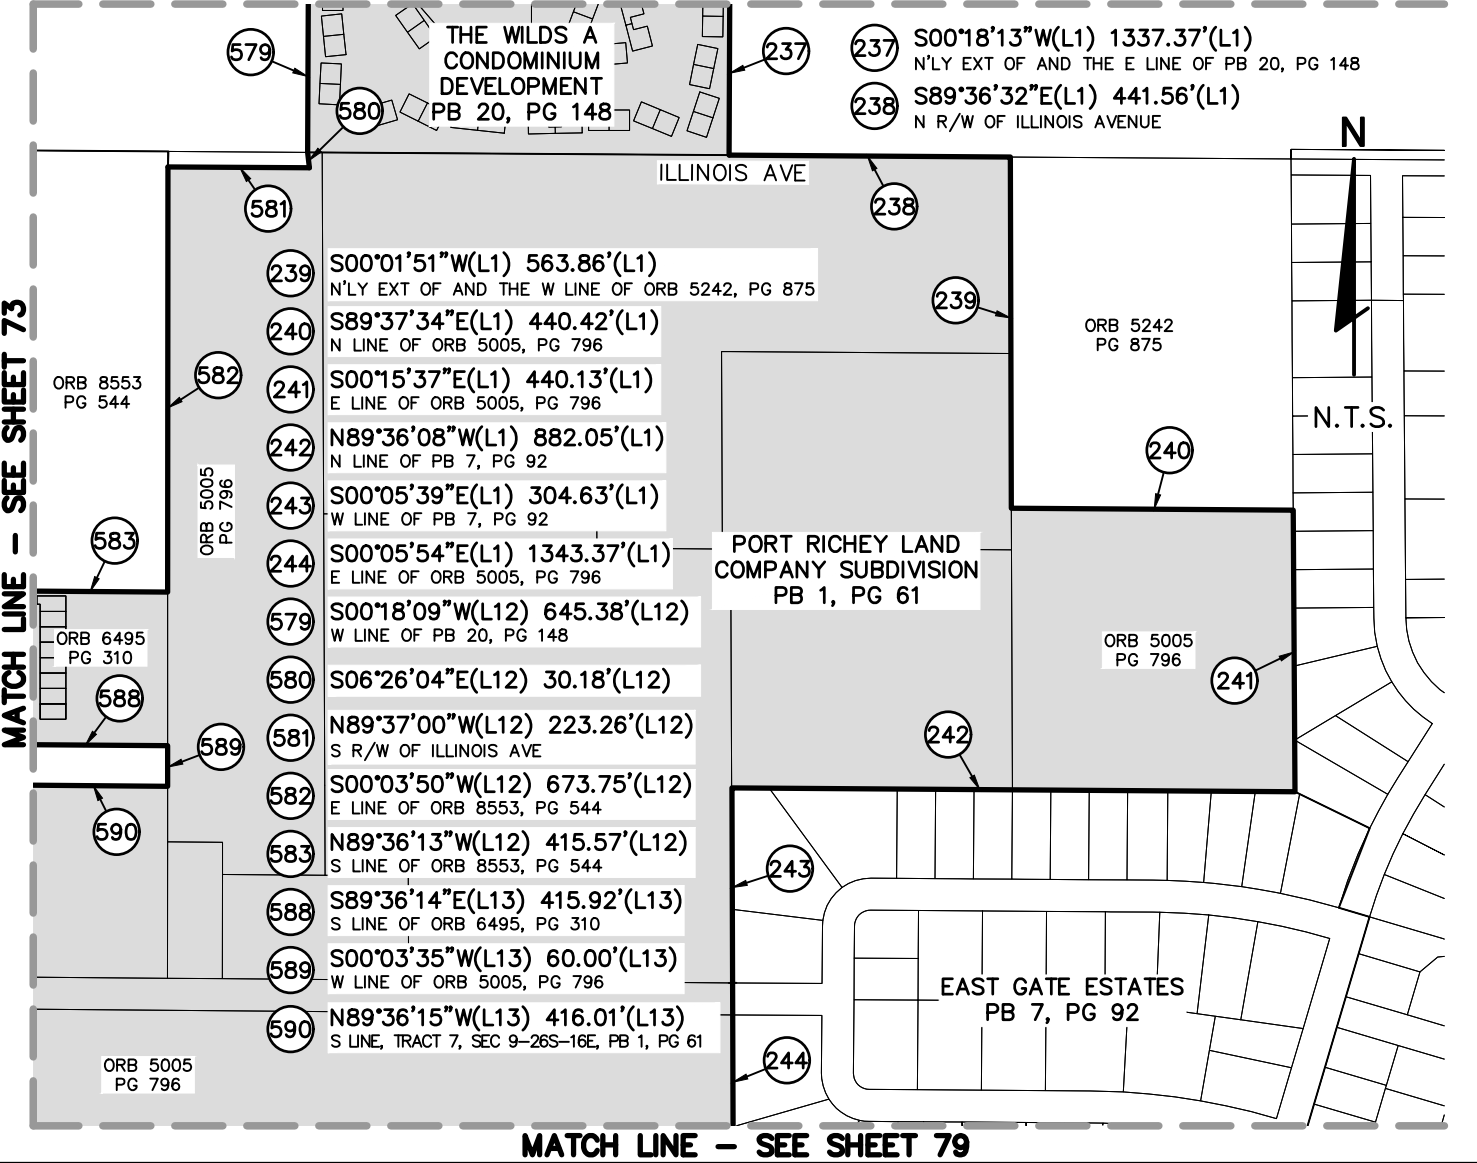 579
THE WILDS A
CONDOMINIUM
DEVELOPMENT
PB 20, PG 148
580
237
237 S00°18'13"W(L1) 1337.37'(L1)
N'LY EXT OF AND THE E LINE OF PB 20, PG 148
238 S89°36'32"E(L1) 441.56'(L1)
N R/W OF ILLINOIS AVENUE
N
N.T.S.
ILLINOIS AVE
581
238
239
ORB 5242
PG 875
239 S00°01'51"W(L1) 563.86'(L1)
N'LY EXT OF AND THE W LINE OF ORB 5242, PG 875
240 S89°37'34"E(L1) 440.42'(L1)
N LINE OF ORB 5005, PG 796
241 S00°15'37"E(L1) 440.13'(L1)
E LINE OF ORB 5005, PG 796
242 N89°36'08"W(L1) 882.05'(L1)
N LINE OF PB 7, PG 92
243 S00°05'39"E(L1) 304.63'(L1)
W LINE OF PB 7, PG 92
244 S00°05'54"E(L1) 1343.37'(L1)
E LINE OF ORB 5005, PG 796
579 S00°18'09"W(L12) 645.38'(L12)
W LINE OF PB 20, PG 148
580 S06°26'04"E(L12) 30.18'(L12)
581 N89°37'00"W(L12) 223.26'(L12)
S R/W OF ILLINOIS AVE
582 S00°03'50"W(L12) 673.75'(L12)
E LINE OF ORB 8553, PG 544
583 N89°36'13"W(L12) 415.57'(L12)
S LINE OF ORB 8553, PG 544
588 S89°36'14"E(L13) 415.92'(L13)
S LINE OF ORB 6495, PG 310
589 S00°03'35"W(L13) 60.00'(L13)
W LINE OF ORB 5005, PG 796
590 N89°36'15"W(L13) 416.01'(L13)
S LINE, TRACT 7, SEC 9-26S-16E, PB 1, PG 61
MATCH LINE - SEE SHEET 73
ORB 8553
PG 544
582
ORB 5005
PG 796
583
ORB 6495
PG 310
588
589
590
ORB 5005
PG 796
240
PORT RICHEY LAND
COMPANY SUBDIVISION
PB 1, PG 61
ORB 5005
PG 796
241
242
243
EAST GATE ESTATES
PB 7, PG 92
244
MATCH LINE - SEE SHEET 79